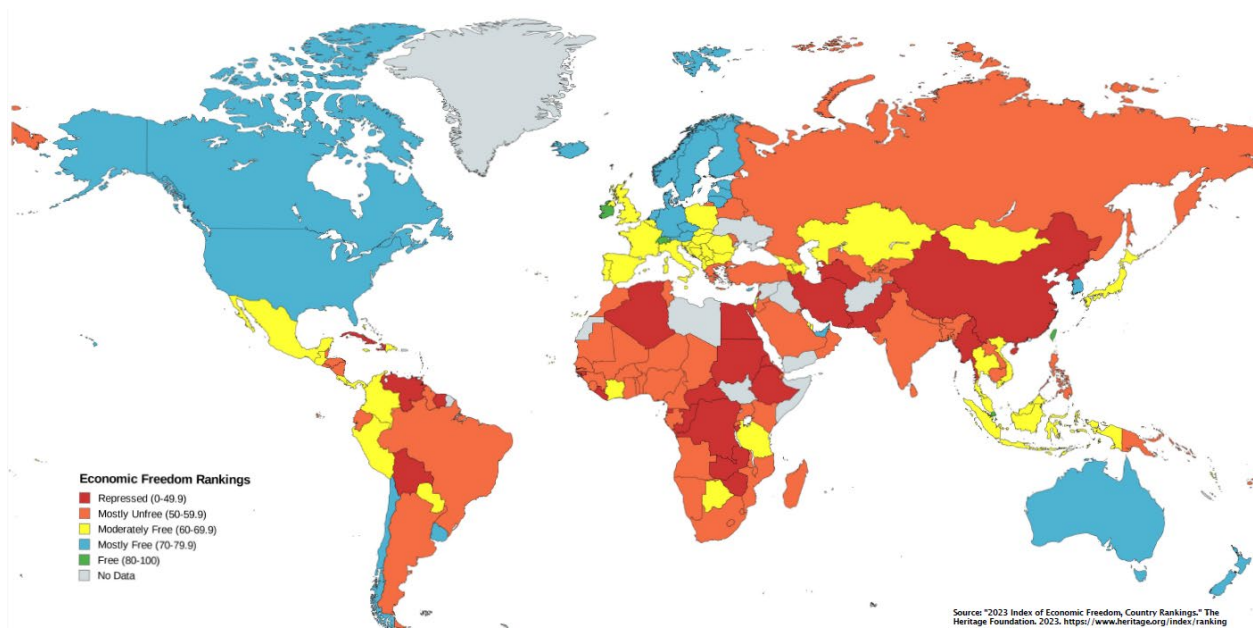 Economic Freedom Rankings
Repressed (0-49.9)
Mostly Unfree (50-59.9)
Moderately Free (60-69.9)
Mostly Free (70-79.9)
Free (80-100)
No Data
Source: "2023 Index of Economic Freedom, Country Rankings." The
Heritage Foundation. 2023. https://www.heritage.org/index/ranking